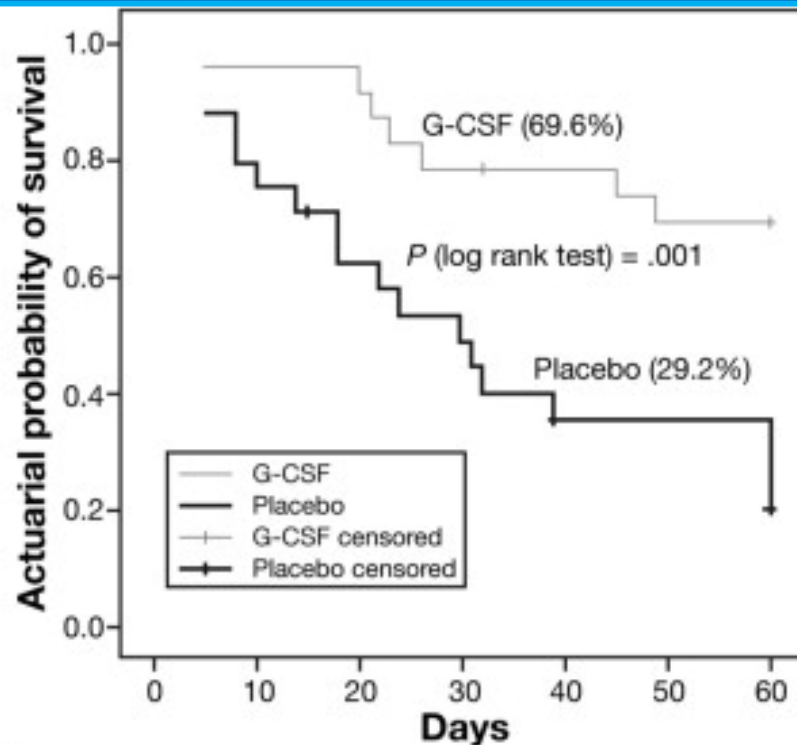 Actuarial probability of survival
1.0
0.8
0.6
0.4
0.2
0.0
G-CSF (69.6%)
P (log rank test) = .001
Placebo (29.2%)
G-CSF
Placebo
G-CSF censored
Placebo censored
0 10 20 30 40 50 60
Days